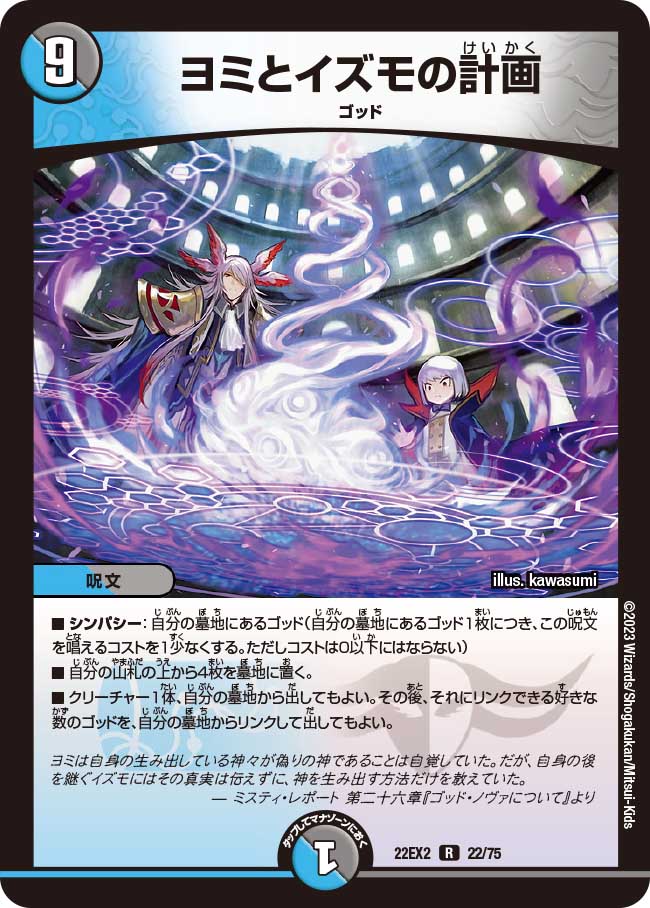 9
ヨミとイズモの計画
ゴッド
呪文
illus. kawasumi
■ シンパシー：自分の墓地にあるゴッド（自分の墓地にあるゴッド1枚につき、この呪文
を唱えるコストを1少なくする。ただしコストは0以下にはならない）
■ 自分の山札の上から4枚を墓地に置く。
■ クリーチャー1体、自分の墓地から出してもよい。その後、それにリンクできる好きな
数のゴッドを、自分の墓地からリンクして出してもよい。
ヨミは自身の生み出している神々が偽りの神であることは自覚していた。だが、自身の後
を継ぐイズモにはその真実は伝えずに、神を生み出す方法だけを教えていた。
— ミスティ・レポート 第二十六章『ゴッド・ノヴァについて』より
タップしてマナゾーンにおく
1
22EX2 R 22/75
©2023 Wizards/Shogakukan/Mitsui-Kids